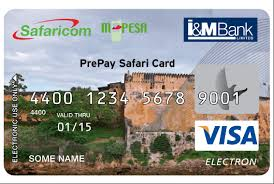 Safaricom m-pesa I&M Bank
LIMITED
PrePay Safari Card
ELECTRONIC USE ONLY
4400 1234 5678 9001
4400
VALID THRU
01/15
SOME NAME
VISA
ELECTRON